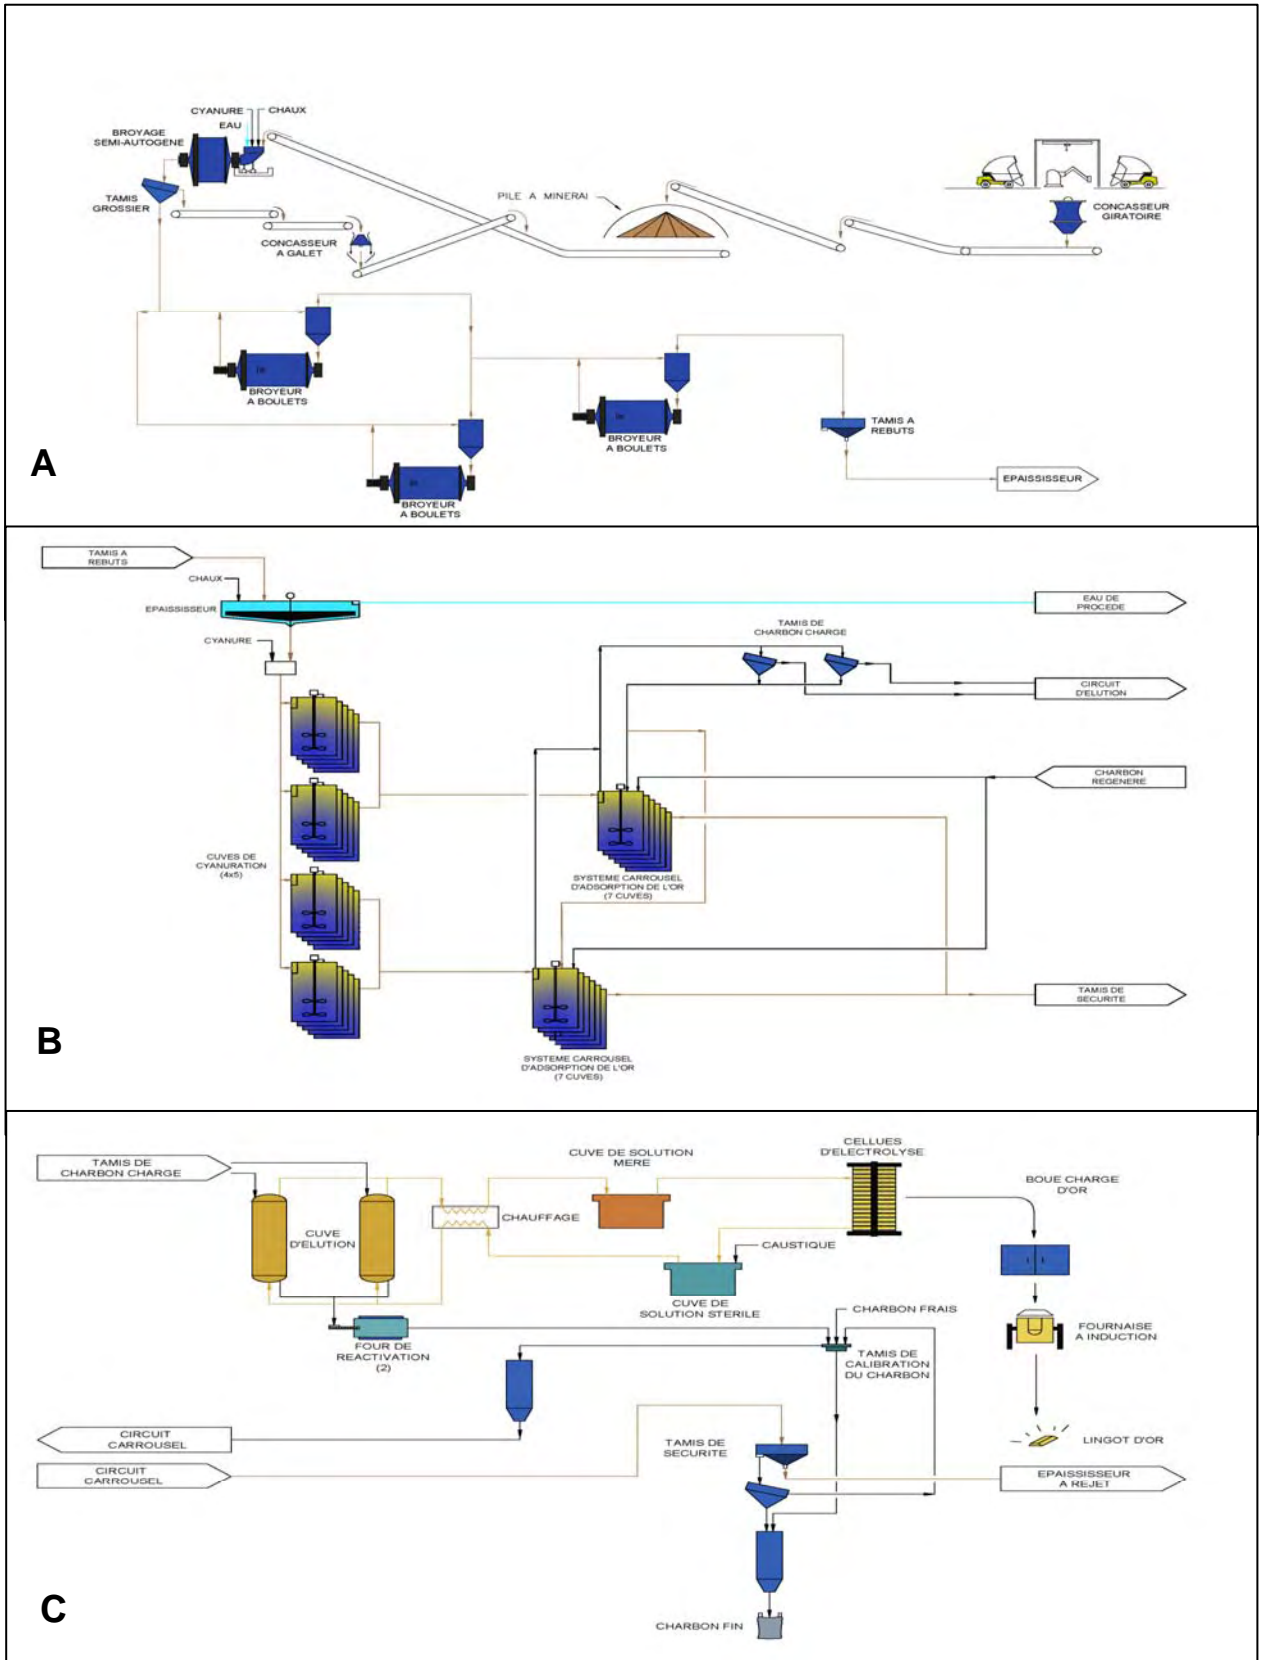 CYANURE
CHAUX
EAU
BROYAGE
SEMI-AUTOGENE
TAMIS
GROSSIER
CONCASSEUR
A GALET
PILE A MINERAI
CONCASSEUR
GIRATOIRE
BROYEUR
A BOULETS
BROYEUR
A BOULETS
BROYEUR
A BOULETS
TAMIS A
REBUTS
EPAISSISSEUR
A
TAMIS A
REBUTS
CHAUX
EPAISSISSEUR
CYANURE
EAU DE
PROCEDE
TAMIS DE
CHARBON CHARGE
CIRCUIT
D'ELUTION
CHARBON
REGENERE
CUVES DE
CYANURATION
(4x5)
SYSTEME CARROUSEL
D'ADSORPTION DE L'OR
(7 CUVES)
TAMIS DE
SECURITE
SYSTEME CARROUSEL
D'ADSORPTION DE L'OR
(7 CUVES)
B
TAMIS DE
CHARBON CHARGE
CUVE
D'ELUTION
CHAUFFAGE
CUVE DE SOLUTION
MERE
CELLUES
D'ELECTROLYSE
BOUE CHARGE
D'OR
CAUSTIQUE
CUVE DE
SOLUTION STERILE
FOUR DE
REACTIVATION
(2)
CHARBON FRAIS
TAMIS DE
CALIBRATION
DU CHARBON
FOURNAISE
A INDUCTION
CIRCUIT
CARROUSEL
CIRCUIT
CARROUSEL
TAMIS DE
SECURITE
LINGOT D'OR
EPAISSISSEUR
A REJET
CHARBON FIN
C